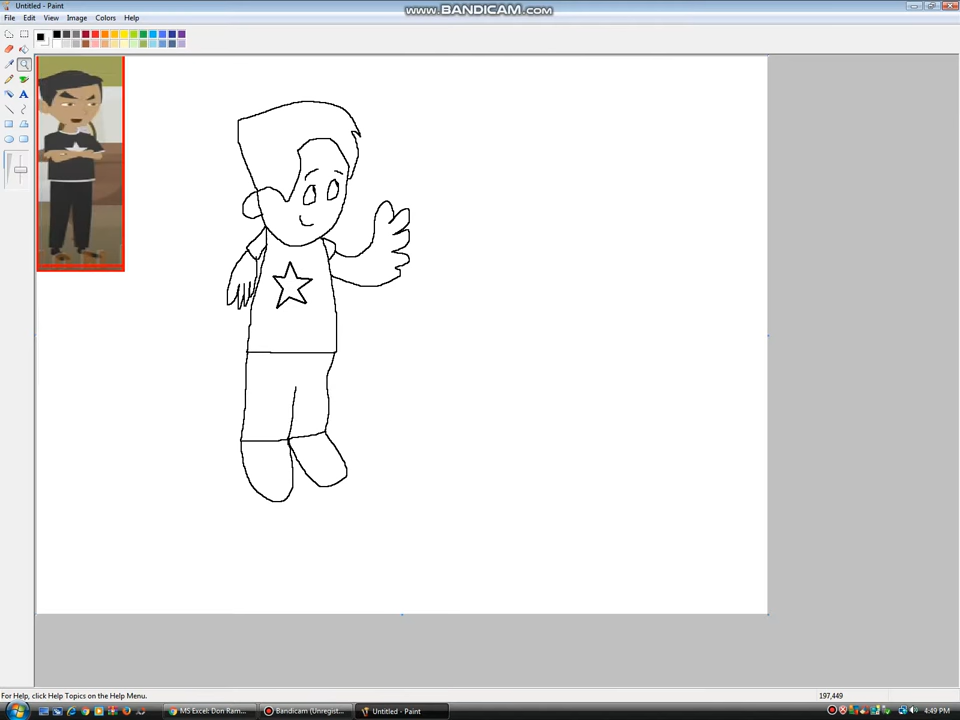 Untitled - Paint
www.BANDICAM.com
File Edit View Image Colors Help
For Help, click Help Topics on the Help Menu.
197,449
MS Excel: Don Ram...
Bandicam (Unregist...
Untitled - Paint
4:49 PM